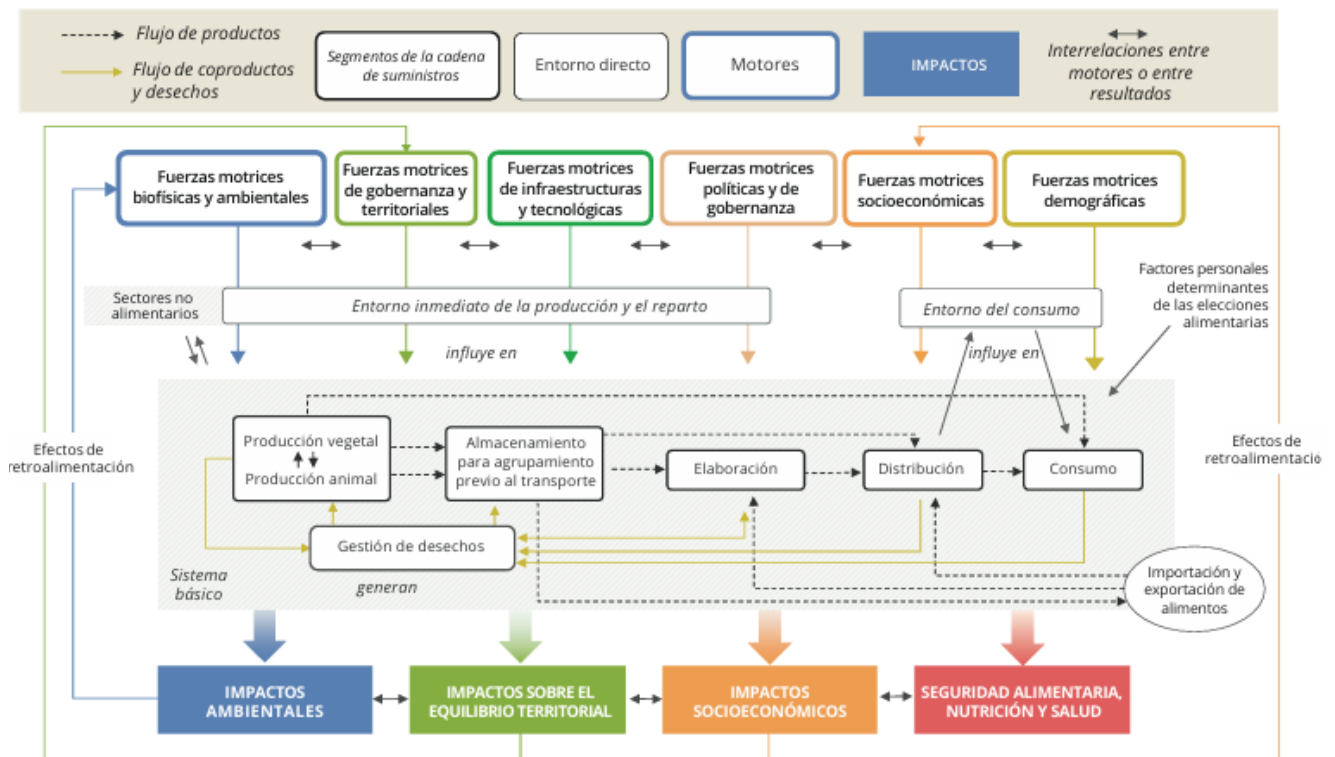 Flujo de productos
Flujo de coproductos
y desechos
Segmentos de la cadena
de suministros
Entorno directo
Motores
IMPACTOS
Interrelaciones entre
motores o entre
resultados
Fuerzas motrices
biofísicas y ambientales
Fuerzas motrices
de gobernanza y
territoriales
Fuerzas motrices
de infraestructuras
y tecnológicas
Fuerzas motrices
políticas y de
gobernanza
Fuerzas motrices
socioeconómicas
Fuerzas motrices
demográficas
Sectores no
alimentarios
Entorno inmediato de la producción y el reparto
Entorno del consumo
Factores personales
determinantes
de las elecciones
alimentarias
influye en
influye en
Efectos de
retroalimentación
Producción vegetal
Producción animal
Almacenamiento
para agrupamiento
previo al transporte
Elaboración
Distribución
Consumo
Efectos de
retroalimentació
Gestión de desechos
Sistema
básico
generan
Importación y
exportación de
alimentos
IMPACTOS
AMBIENTALES
IMPACTOS SOBRE EL
EQUILIBRIO TERRITORIAL
IMPACTOS
SOCIOECONÓMICOS
SEGURIDAD ALIMENTARIA,
NUTRICIÓN Y SALUD